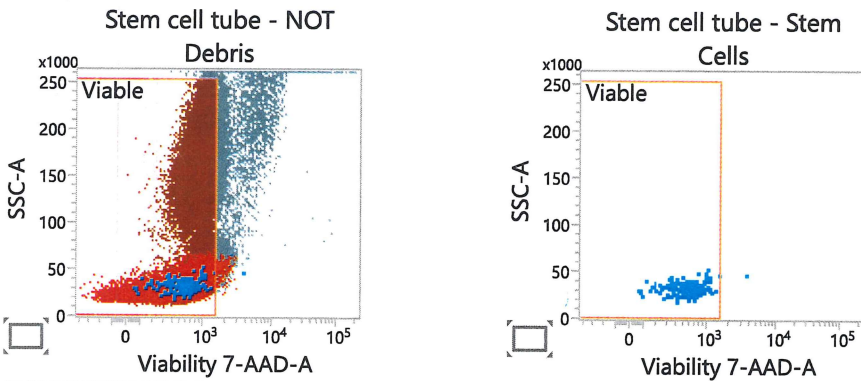 Stem cell tube - NOT
Debris
x1000
250
200
150
100
50
0
SSC-A
Viable
0
10³
10⁴
10⁵
Viability 7-AAD-A
Stem cell tube - Stem
Cells
x1000
250
200
150
100
50
0
SSC-A
Viable
0
10³
10⁴
10⁵
Viability 7-AAD-A